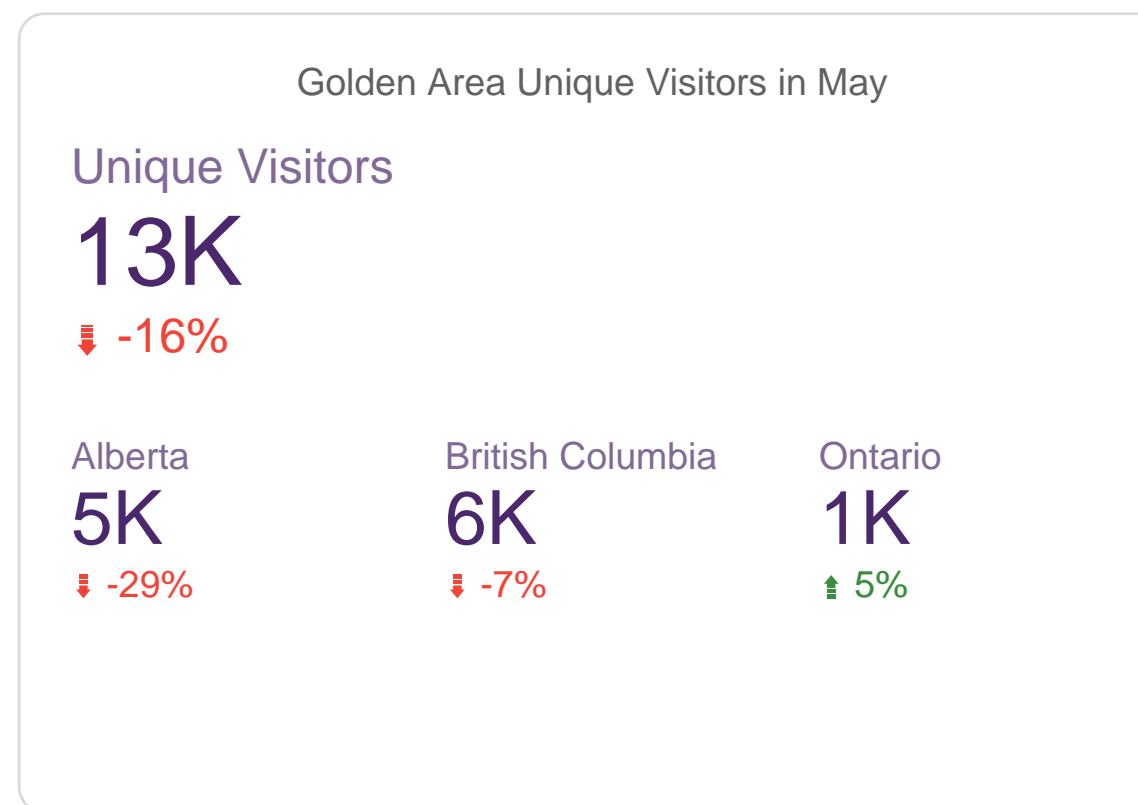 Golden Area Unique Visitors in May
Unique Visitors
13K
-16%
Alberta British Columbia Ontario
5K 6K 1K
-29% -7% 5%